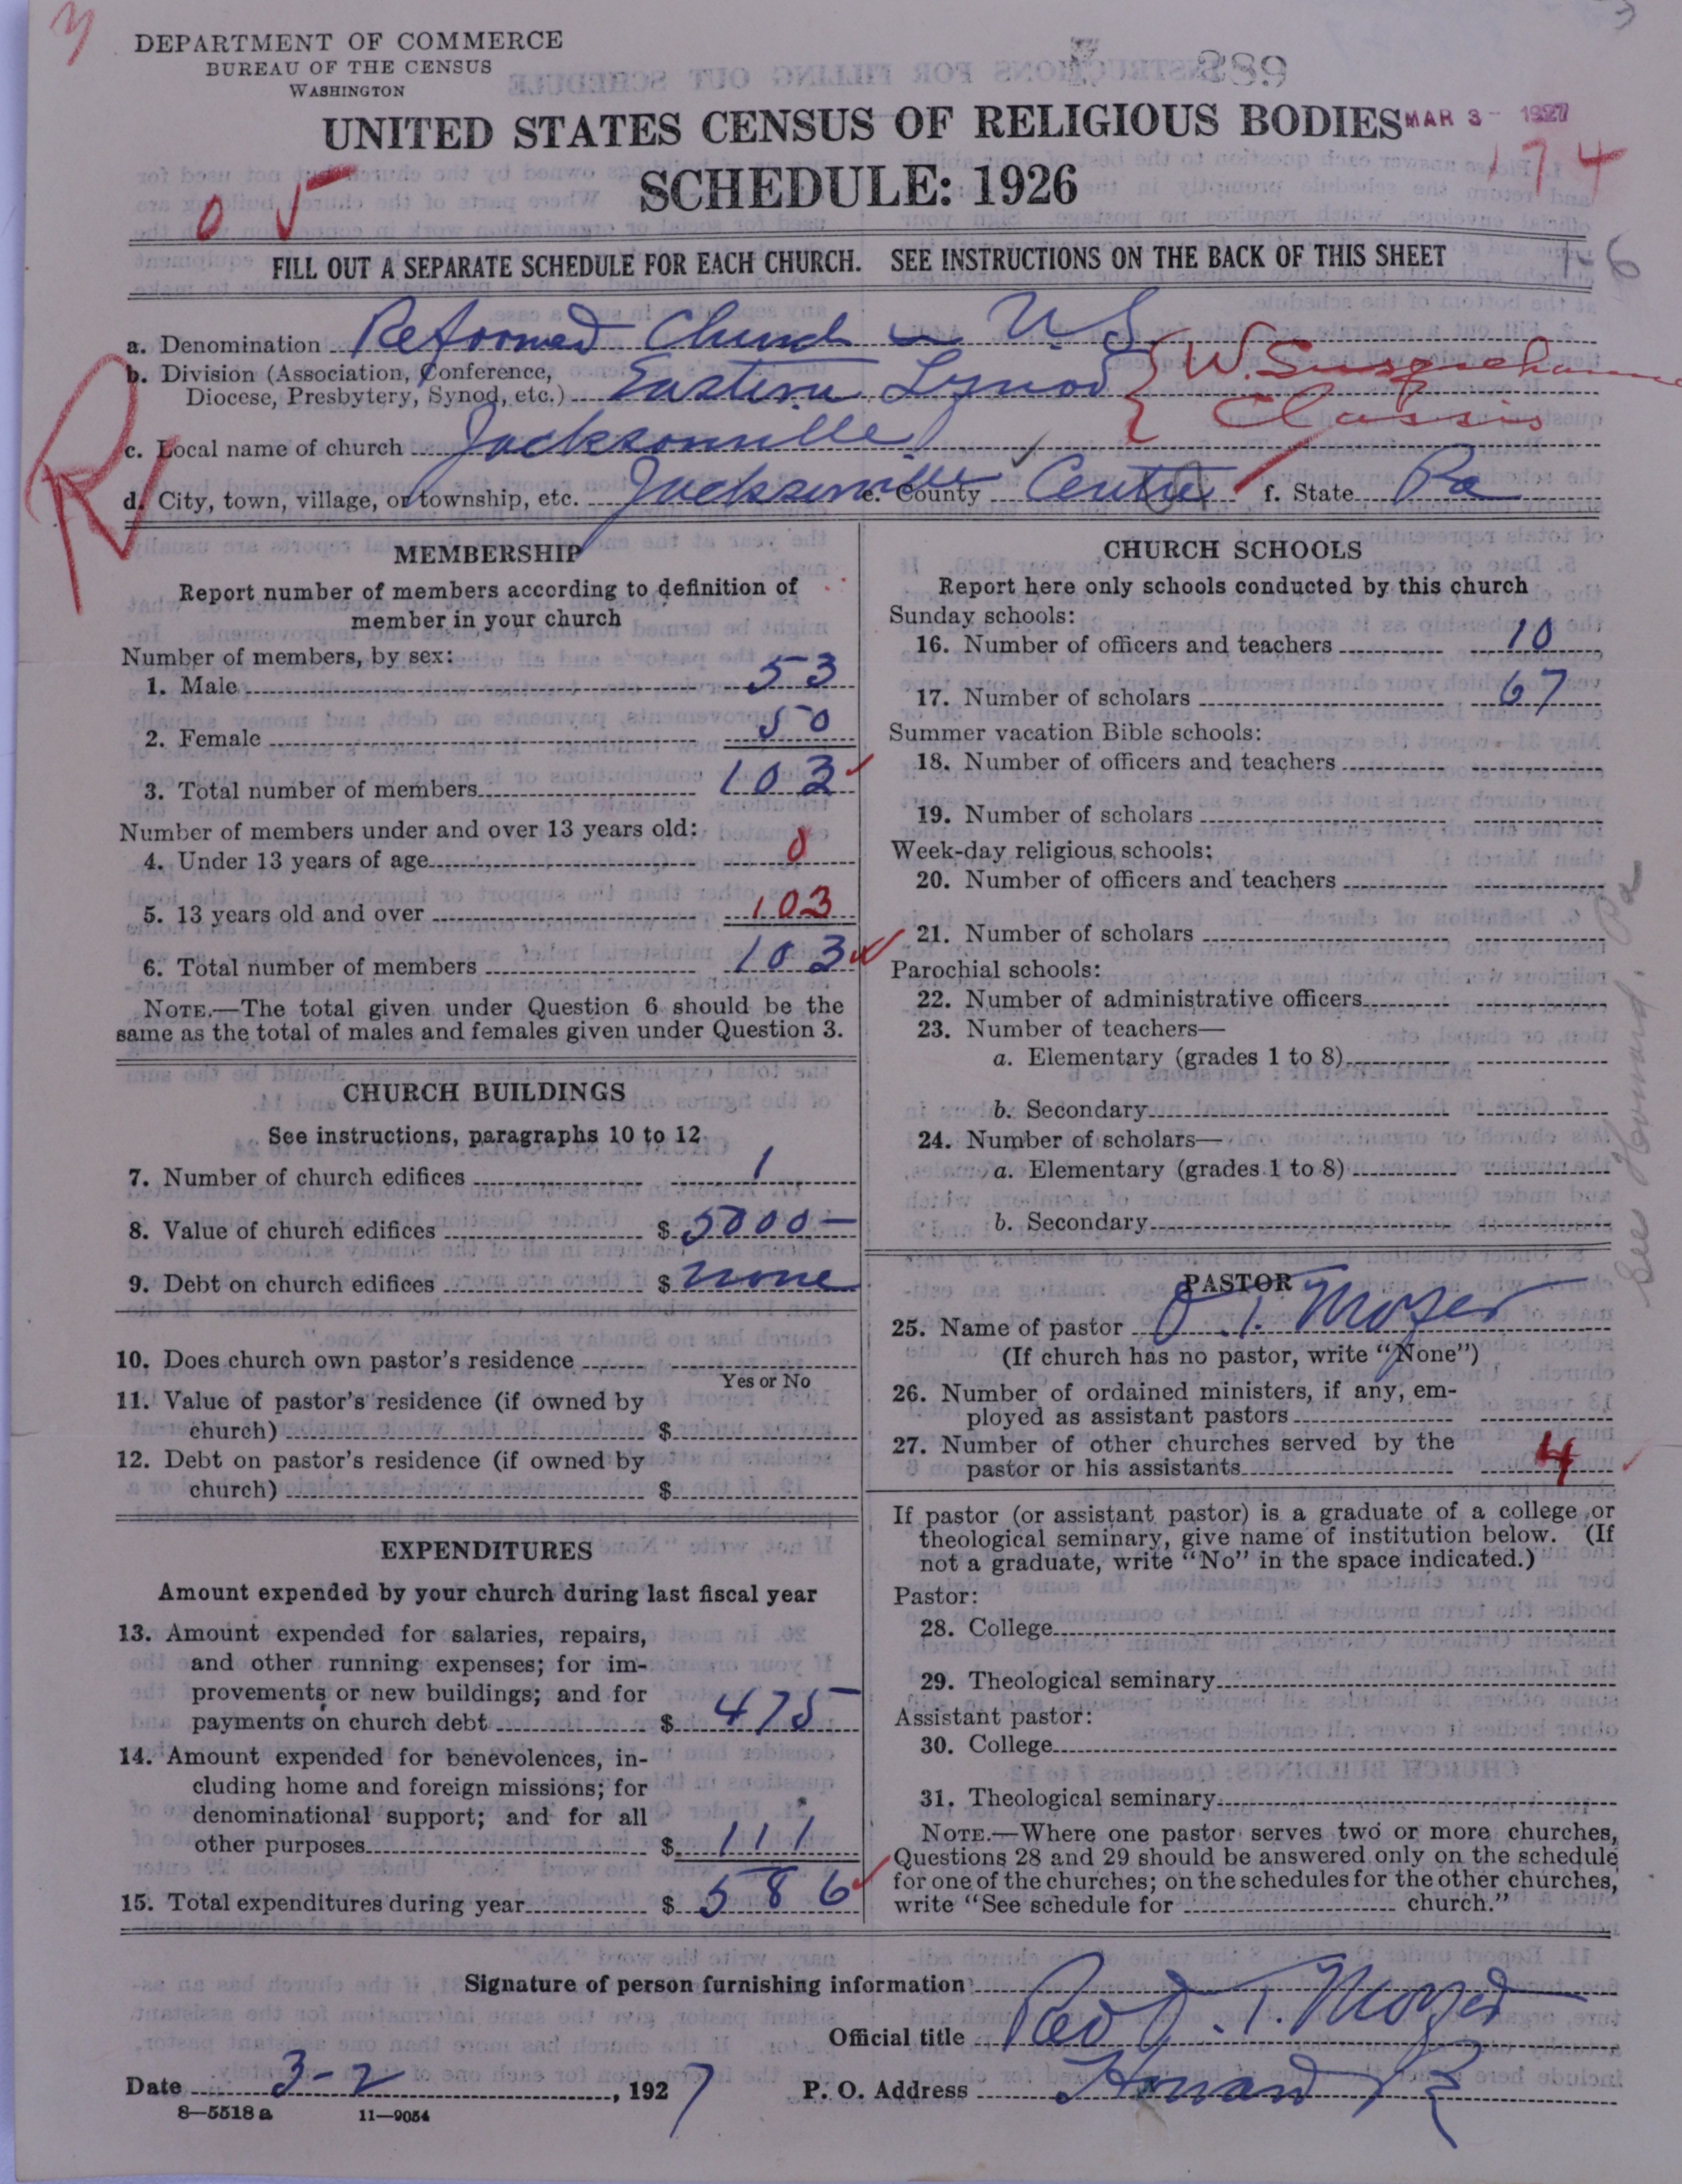 DEPARTMENT OF COMMERCE
BUREAU OF THE CENSUS
WASHINGTON
389
UNITED STATES CENSUS OF RELIGIOUS BODIES
MAR 3 - 1927
SCHEDULE: 1926
174
0 5
FILL OUT A SEPARATE SCHEDULE FOR EACH CHURCH. SEE INSTRUCTIONS ON THE BACK OF THIS SHEET
a. Denomination Reformed Church in U S
b. Division (Association, Conference, Diocese, Presbytery, Synod, etc.) Eastern Synod { W. Susquehanna Classis
c. Local name of church Jacksonville
d. City, town, village, or township, etc. Jacksonville e. County Centre f. State Pa
MEMBERSHIP
Report number of members according to definition of
member in your church
Number of members, by sex:
1. Male 53
2. Female 50
3. Total number of members 103
Number of members under and over 13 years old:
4. Under 13 years of age 0
5. 13 years old and over 103
6. Total number of members 103
NOTE.—The total given under Question 6 should be the
same as the total of males and females given under Question 3.
CHURCH BUILDINGS
See instructions, paragraphs 10 to 12
7. Number of church edifices 1
8. Value of church edifices $ 5000—
9. Debt on church edifices $ none
10. Does church own pastor's residence
Yes or No
11. Value of pastor's residence (if owned by
church) $
12. Debt on pastor's residence (if owned by
church) $
EXPENDITURES
Amount expended by your church during last fiscal year
13. Amount expended for salaries, repairs,
and other running expenses; for im-
provements or new buildings; and for
payments on church debt $ 475
14. Amount expended for benevolences, in-
cluding home and foreign missions; for
denominational support; and for all
other purposes $ 111
15. Total expenditures during year $ 586
CHURCH SCHOOLS
Report here only schools conducted by this church
Sunday schools:
16. Number of officers and teachers 10
17. Number of scholars 67
Summer vacation Bible schools:
18. Number of officers and teachers
19. Number of scholars
Week-day religious schools:
20. Number of officers and teachers
21. Number of scholars
Parochial schools:
22. Number of administrative officers
23. Number of teachers—
a. Elementary (grades 1 to 8)
b. Secondary
24. Number of scholars—
a. Elementary (grades 1 to 8)
b. Secondary
See Howard, Pa
PASTOR
25. Name of pastor O. T. Moyer
(If church has no pastor, write "None")
26. Number of ordained ministers, if any, em-
ployed as assistant pastors
27. Number of other churches served by the
pastor or his assistants 4
If pastor (or assistant pastor) is a graduate of a college or
theological seminary, give name of institution below. (If
not a graduate, write "No" in the space indicated.)
Pastor:
28. College
29. Theological seminary
Assistant pastor:
30. College
31. Theological seminary
NOTE.—Where one pastor serves two or more churches,
Questions 28 and 29 should be answered only on the schedule
for one of the churches; on the schedules for the other churches,
write "See schedule for church."
Signature of person furnishing information Rev O. T. Moyer
Official title
Date 3-2, 1927 P. O. Address Howard Pa
8—5518 a 11—9054